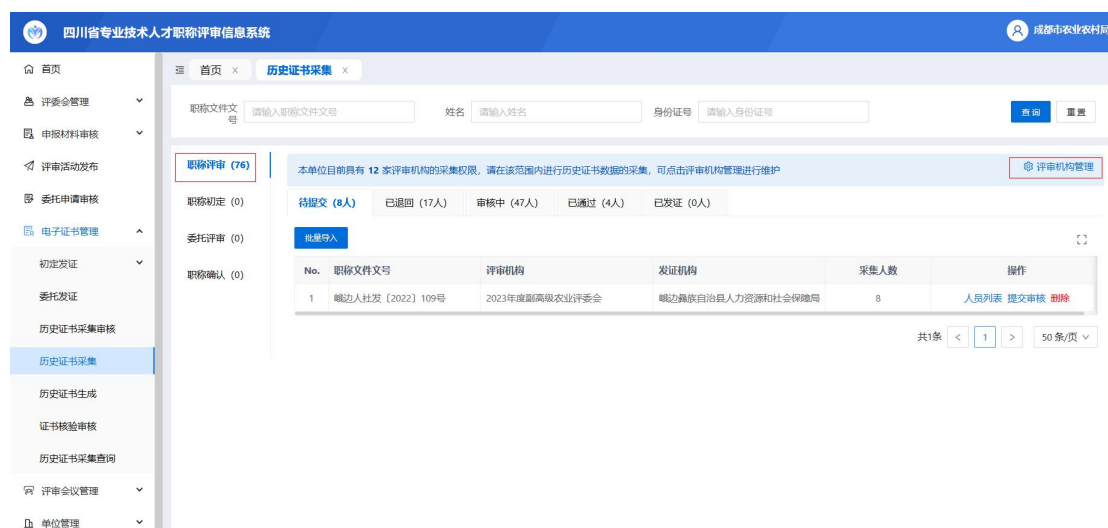 四川省专业技术人才职称评审信息系统
成都市农业农村局
首页
评委会管理
申报材料审核
评审活动发布
委托申请审核
电子证书管理
初定发证
委托发证
历史证书采集审核
历史证书采集
历史证书生成
证书核验审核
历史证书采集查询
评审会议管理
单位管理
首页 × 历史证书采集 ×
职称文件文号 请输入职称文件文号 姓名 请输入姓名 身份证号 请输入身份证号 查询 重置
职称评审 (76)
职称初定 (0)
委托评审 (0)
职称确认 (0)
本单位目前具有 12 家评审机构的采集权限，请在该范围内进行历史证书数据的采集，可点击评审机构管理进行维护 评审机构管理
待提交 (8人) 已退回 (17人) 审核中 (47人) 已通过 (4人) 已发证 (0人)
批量导入
No. 职称文件文号 评审机构 发证机构 采集人数 操作
1 峨边人社发〔2022〕109号 2023年度副高级农业评委会 峨边彝族自治县人力资源和社会保障局 8 人员列表 提交审核 删除
共1条 < 1 > 50 条/页